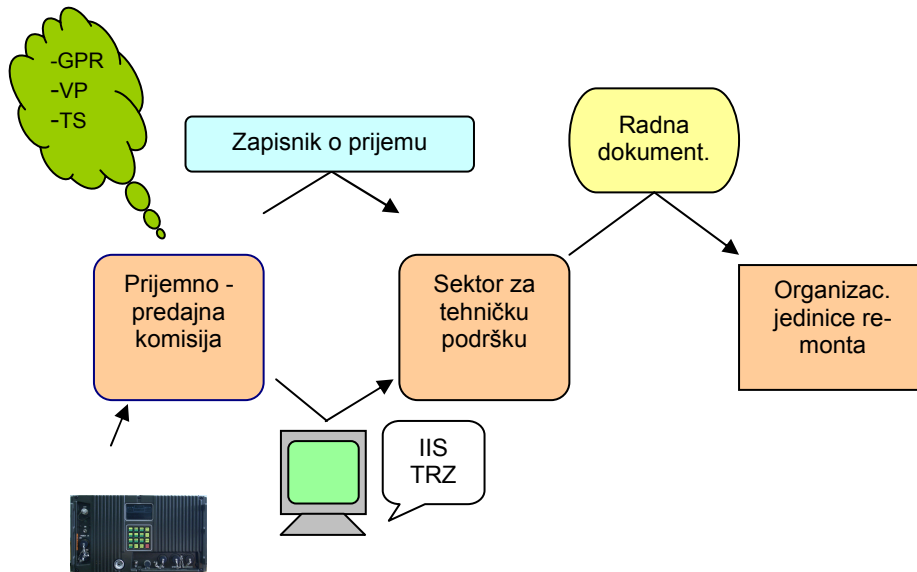 -GPR
-VP
-TS
Zapisnik o prijemu
Radna
dokument.
Prijemno -
predajna
komisija
Sektor za
tehničku
podršku
Organizac.
jedinice re-
monta
IIS
TRZ